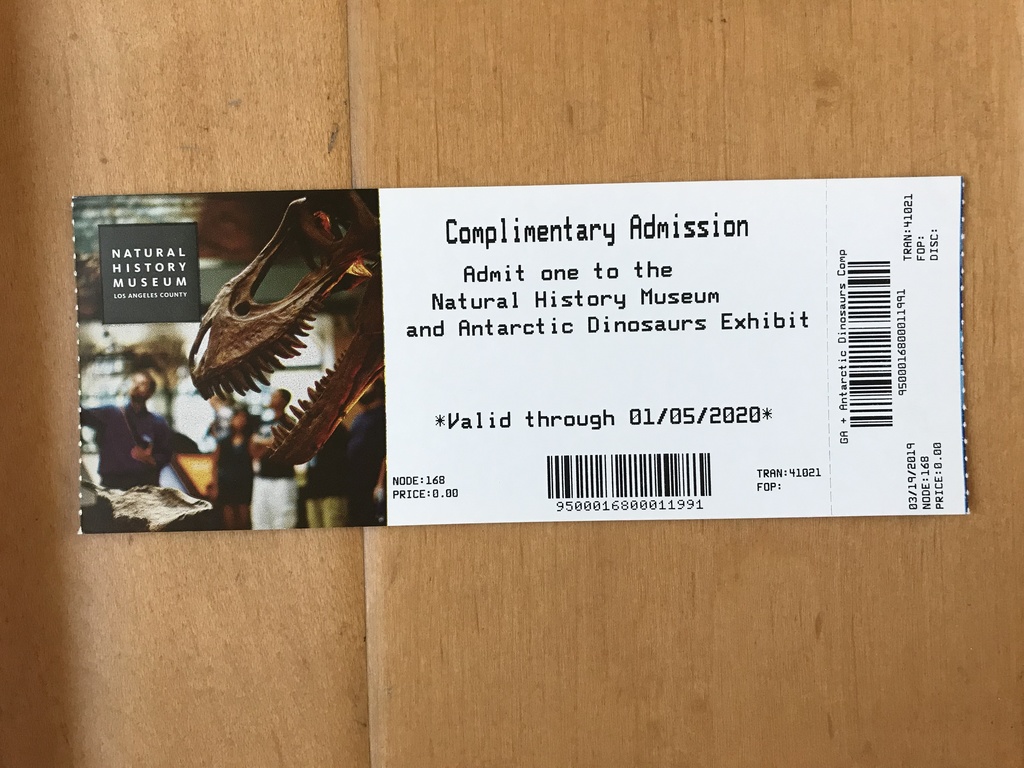 NATURAL
HISTORY
MUSEUM
LOS ANGELES COUNTY
Complimentary Admission
Admit one to the
Natural History Museum
and Antarctic Dinosaurs Exhibit
*Valid through 01/05/2020*
NODE:168
PRICE:0.00
9500016800011991
TRAN:41021
FOP:
GA + Antarctic Dinosaurs Comp
9500016800011991
TRAN:41021
FOP:
DISC:
03/19/2019
NODE:168
PRICE:0.00